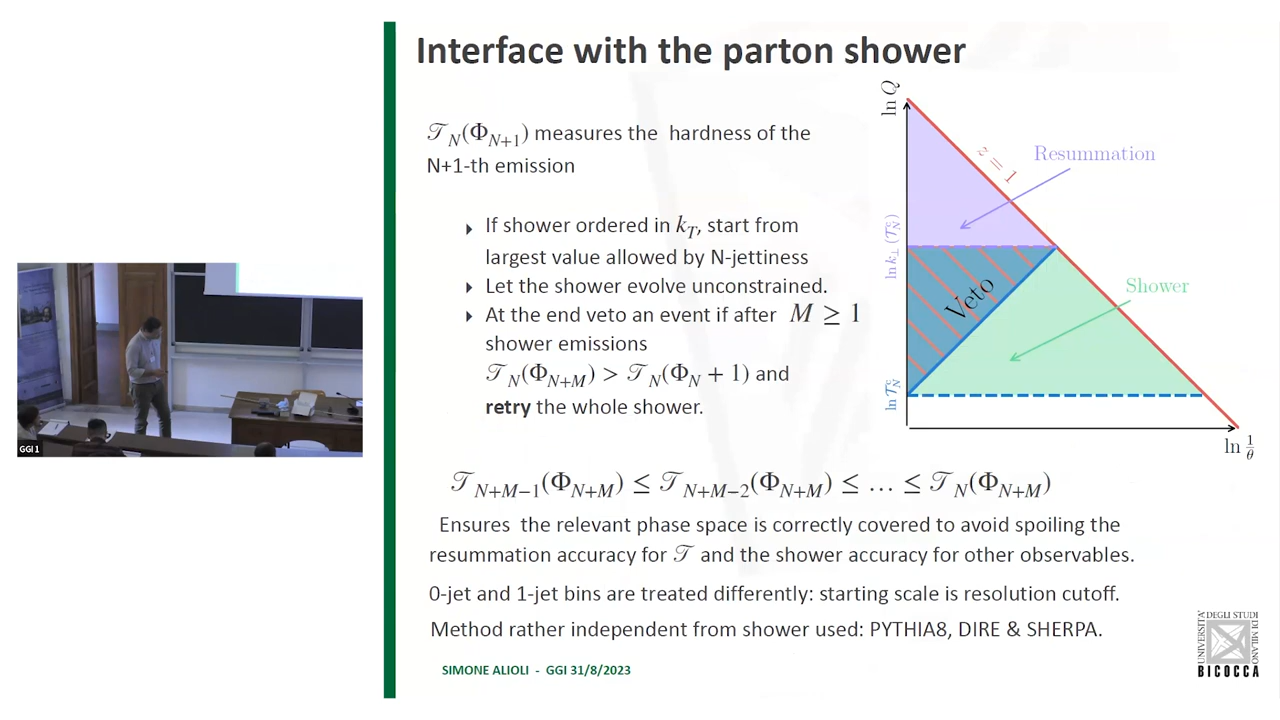 Interface with the parton shower
𝒯_N(Φ_{N+1}) measures the hardness of the
N+1-th emission
If shower ordered in k_T, start from
largest value allowed by N-jettiness
Let the shower evolve unconstrained.
At the end veto an event if after M ≥ 1
shower emissions
𝒯_N(Φ_{N+M}) > 𝒯_N(Φ_N + 1) and
retry the whole shower.
ln Q
z = 1
Resummation
ln k_⊥ (𝒯_N^c)
Veto
Shower
ln 𝒯_N^c
ln 1/θ
𝒯_{N+M−1}(Φ_{N+M}) ≤ 𝒯_{N+M−2}(Φ_{N+M}) ≤ … ≤ 𝒯_N(Φ_{N+M})
Ensures the relevant phase space is correctly covered to avoid spoiling the
resummation accuracy for 𝒯 and the shower accuracy for other observables.
0-jet and 1-jet bins are treated differently: starting scale is resolution cutoff.
Method rather independent from shower used: PYTHIA8, DIRE & SHERPA.
SIMONE ALIOLI - GGI 31/8/2023
UNIVERSITÀ DEGLI STUDI DI MILANO
BICOCCA
GGI 1